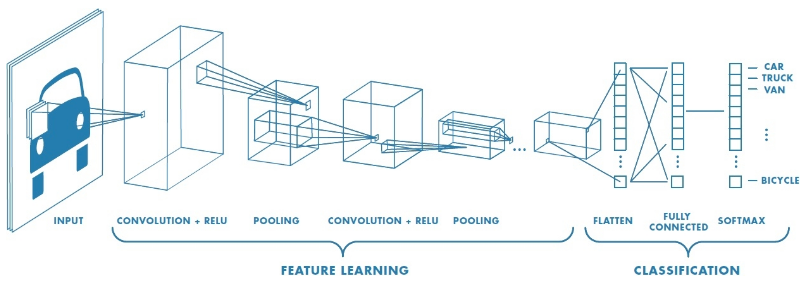 CAR
TRUCK
VAN
BICYCLE
INPUT
CONVOLUTION + RELU
POOLING
CONVOLUTION + RELU
POOLING
FLATTEN
FULLY
CONNECTED
SOFTMAX
FEATURE LEARNING
CLASSIFICATION